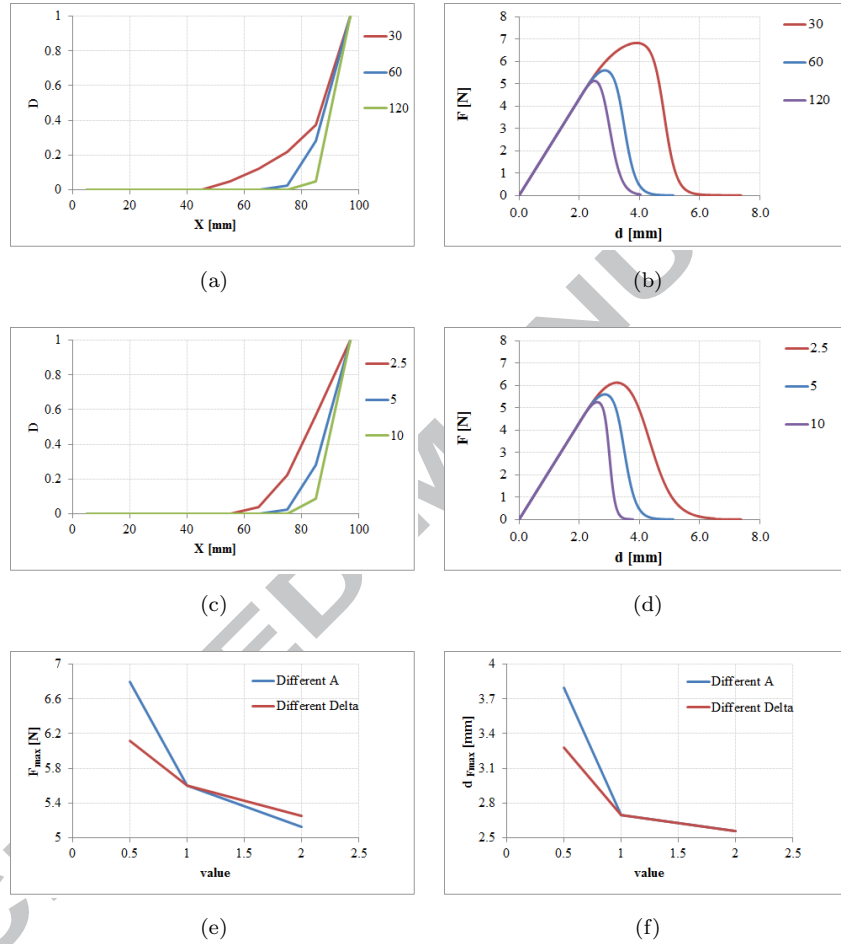 1
0.8
0.6
0.4
0.2
0
D
0 20 40 60 80 100
X [mm]
30
60
120
(a)
8
7
6
5
4
3
2
1
0
F [N]
0.0 2.0 4.0 6.0 8.0
d [mm]
30
60
120
(b)
1
0.8
0.6
0.4
0.2
0
D
0 20 40 60 80 100
X [mm]
2.5
5
10
(c)
8
7
6
5
4
3
2
1
0
F [N]
0.0 2.0 4.0 6.0 8.0
d [mm]
2.5
5
10
(d)
7
6.6
6.2
5.8
5.4
5
Fmax [N]
0 0.5 1 1.5 2 2.5
value
Different A
Different Delta
(e)
4
3.7
3.4
3.1
2.8
2.5
d Fmax [mm]
0 0.5 1 1.5 2 2.5
value
Different A
Different Delta
(f)